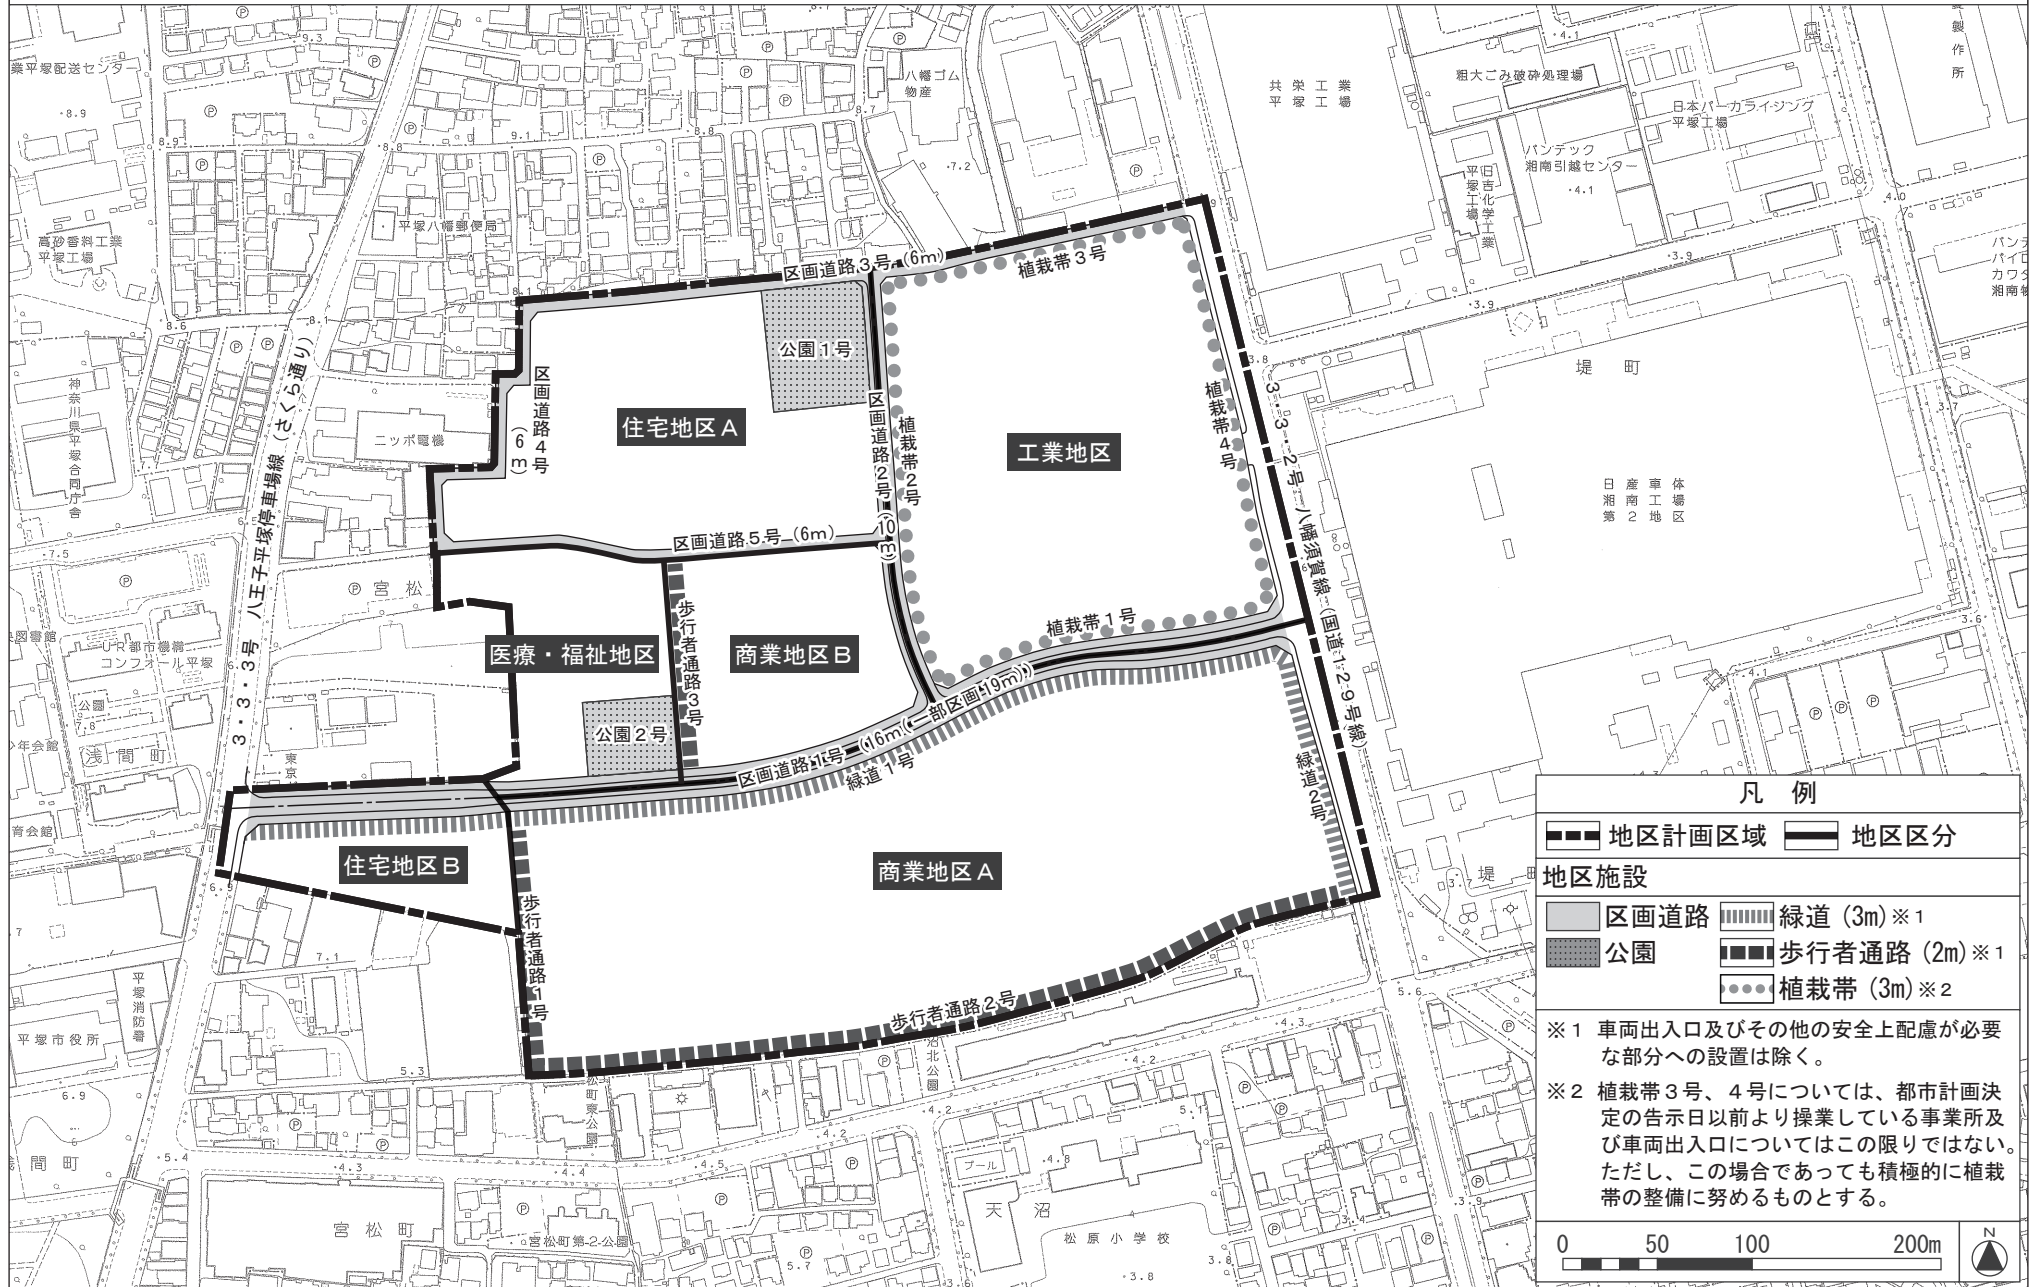 業平塚配送センタ
高砂香料工業
平塚工場
平塚八幡郵便局
八幡ゴム
物産
共栄工業
平塚工場
粗大ごみ破砕処理場
日本パーカライジング
平塚工場
パンテック
湘南引越センター
日吉化学工業
平塚工場
製作所
神奈川県平塚合同庁舎
ニッポ電機
3・3・3号 八王子平塚停車場線（さくら通り）
区画道路3号（6m）
植栽帯3号
公園1号
区画道路4号（6m）
住宅地区A
区画道路2号（10m）
植栽帯2号
工業地区
植栽帯4号
3・3・2号 八幡須賀線（国道129号線）
堤町
日産車体
湘南工場
第2地区
区画道路5号（6m）
宮松
UR都市機構
コンフォール平塚
公園
浅間町
医療・福祉地区
歩行者通路3号
商業地区B
植栽帯1号
公園2号
区画道路1号（16m（一部区画19m））
緑道1号
緑道2号
住宅地区B
商業地区A
歩行者通路1号
歩行者通路2号
平塚消防署
平塚市役所
宮松町
宮松町第2公園
プール
天沼
松原小学校
凡例
地区計画区域 地区区分
地区施設
区画道路 緑道(3m)※1
公園 歩行者通路(2m)※1
植栽帯(3m)※2
※1 車両出入口及びその他の安全上配慮が必要
な部分への設置は除く。
※2 植栽帯3号、4号については、都市計画決
定の告示日以前より操業している事業所及
び車両出入口についてはこの限りではない。
ただし、この場合であっても積極的に植栽
帯の整備に努めるものとする。
0 50 100 200m
N